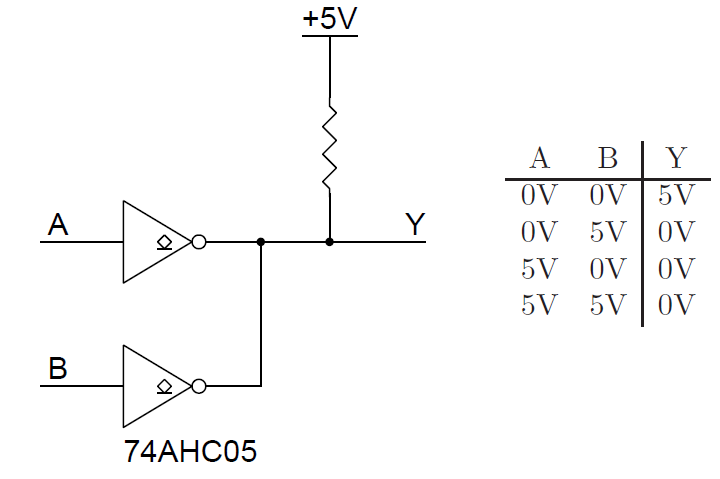 +5V
A
Y
B
74AHC05
A B Y
0V 0V 5V
0V 5V 0V
5V 0V 0V
5V 5V 0V